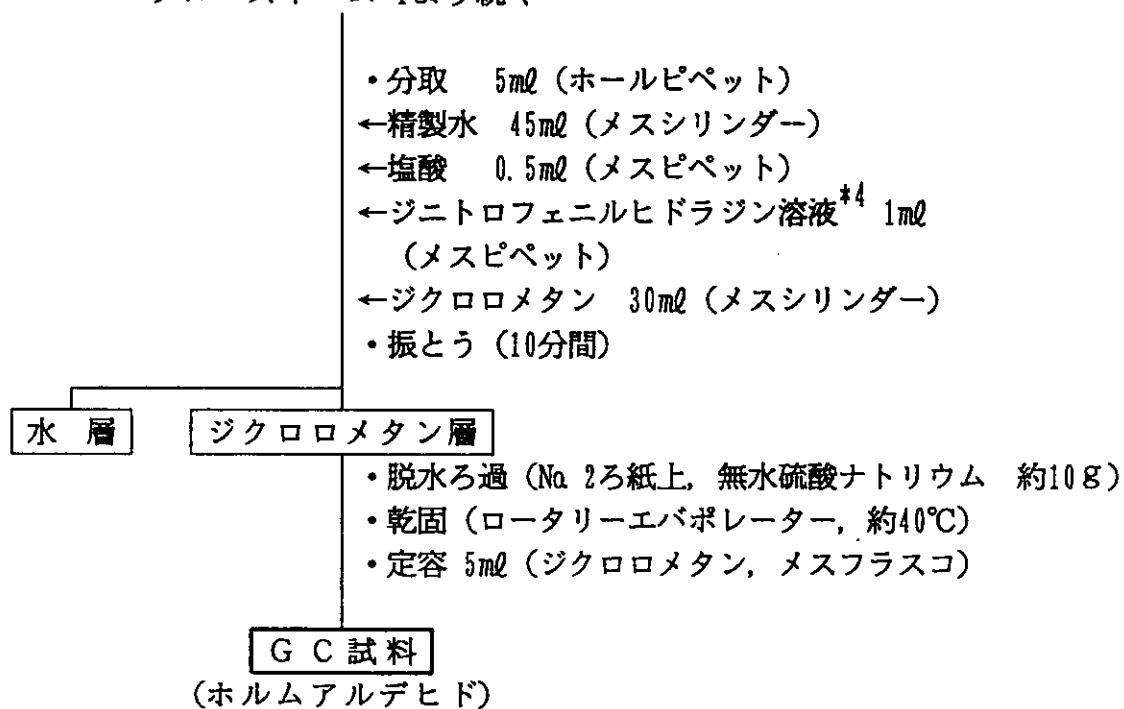 ・分取 5mℓ (ホールピペット)
←精製水 45mℓ (メスシリンダー)
←塩酸 0.5mℓ (メスピペット)
←ジニトロフェニルヒドラジン溶液*4 1mℓ
(メスピペット)
←ジクロロメタン 30mℓ (メスシリンダー)
・振とう (10分間)
水 層 ジクロロメタン層
・脱水ろ過 (No. 2ろ紙上, 無水硫酸ナトリウム 約10g)
・乾固 (ロータリーエバポレーター, 約40℃)
・定容 5mℓ (ジクロロメタン, メスフラスコ)
GC試料
(ホルムアルデヒド)